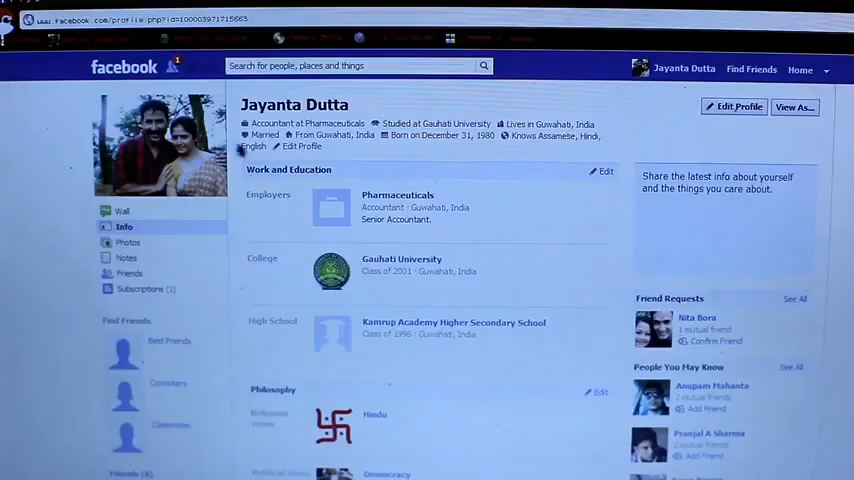 www.facebook.com/profile.php?id=100003971715663
facebook
1
Search for people, places and things
Jayanta Dutta
Find Friends
Home
Jayanta Dutta
Edit Profile
View As...
Accountant at Pharmaceuticals
Studied at Gauhati University
Lives in Guwahati, India
Married
From Guwahati, India
Born on December 31, 1980
Knows Assamese, Hindi,
English
Edit Profile
Work and Education
Edit
Employers
Pharmaceuticals
Accountant · Guwahati, India
Senior Accountant.
College
Gauhati University
Class of 2001 · Guwahati, India
High School
Kamrup Academy Higher Secondary School
Class of 1996 · Guwahati, India
Philosophy
Edit
Religious Views
Hindu
Political Views
Democracy
Wall
Info
Photos
Notes
Friends
Subscriptions (1)
Find Friends
Best Friends
Coworkers
Classmates
Friends (4)
Share the latest info about yourself
and the things you care about.
Friend Requests
See All
Nita Bora
1 mutual friend
Confirm Friend
People You May Know
See All
Anupam Mahanta
2 mutual friends
Add Friend
Pranjal A Sharma
2 mutual friends
Add Friend